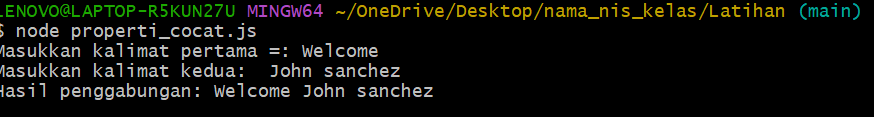 LENOVO@LAPTOP-R5KUN27U MINGW64 ~/OneDrive/Desktop/nama_nis_kelas/Latihan (main)
$ node properti_cocat.js
Masukkan kalimat pertama =: Welcome
Masukkan kalimat kedua:  John sanchez
Hasil penggabungan: Welcome John sanchez